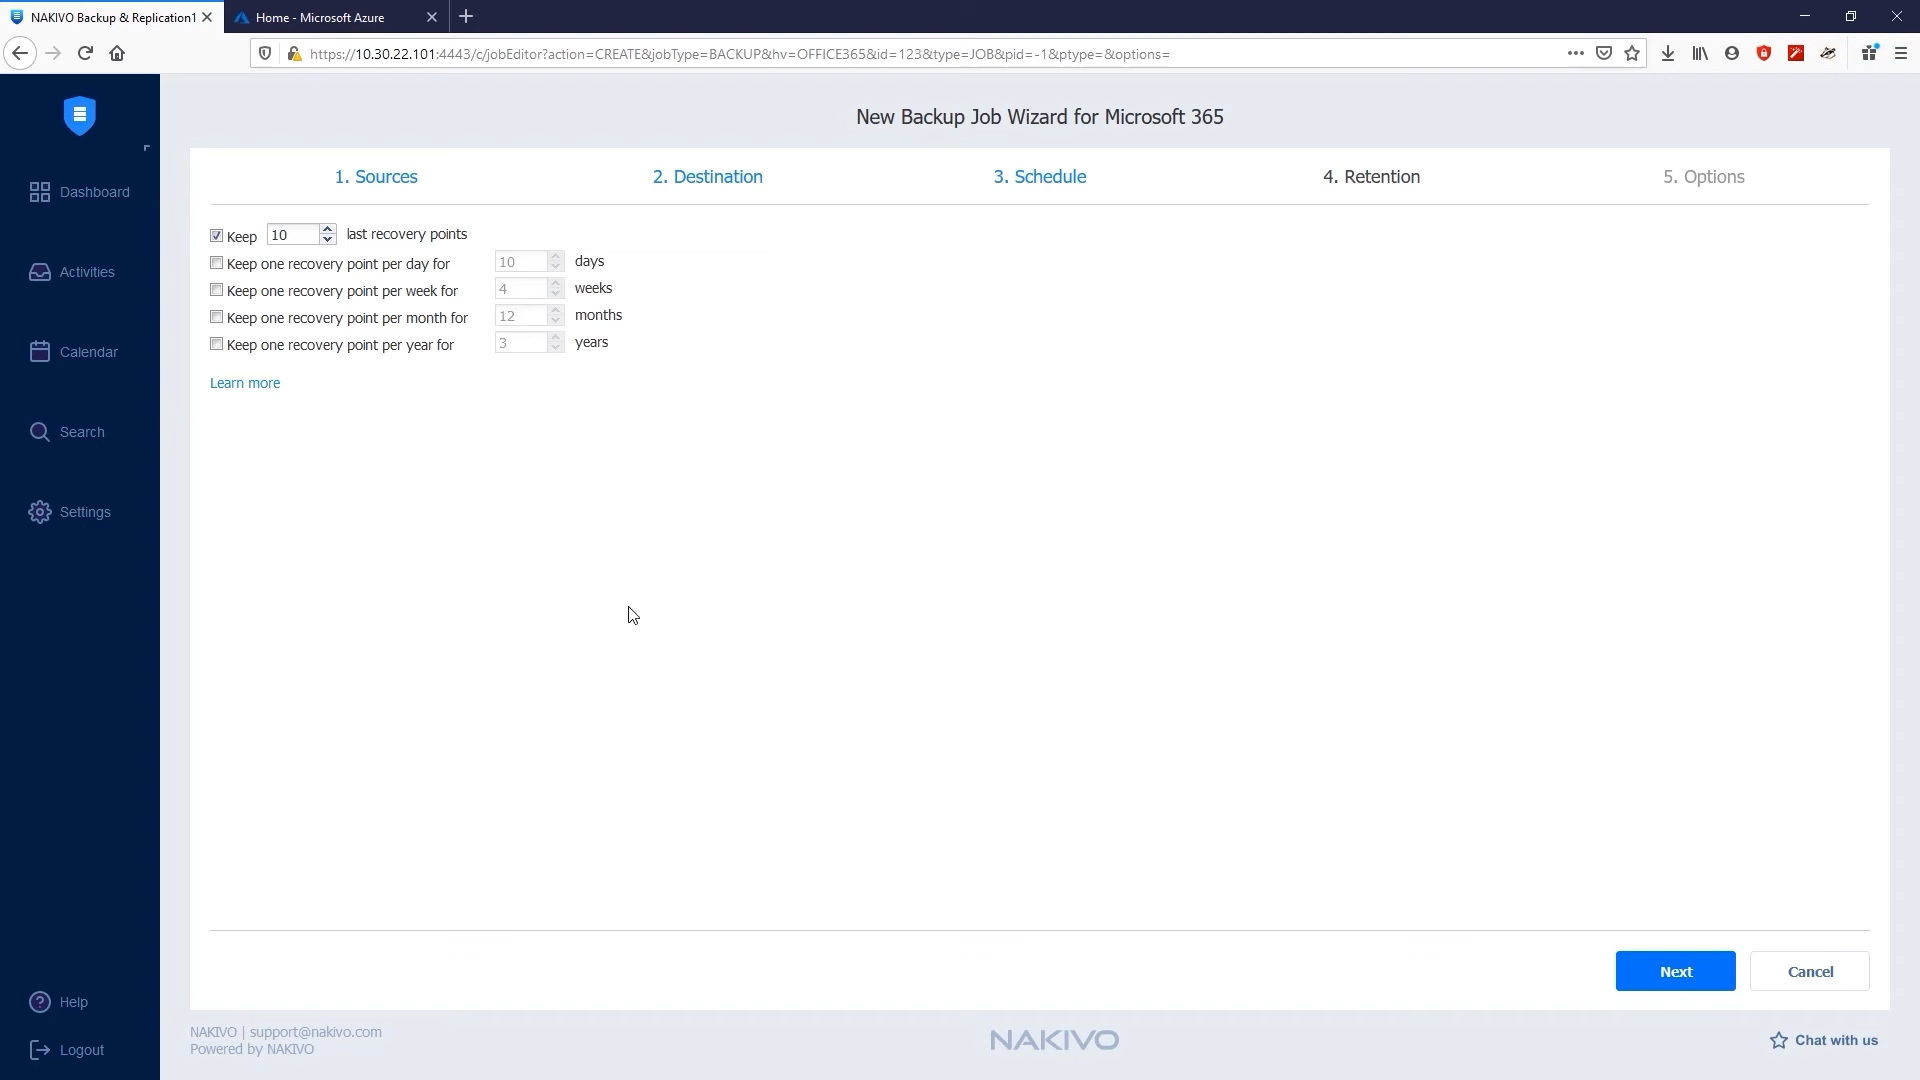 NAKIVO Backup & Replication1
Home - Microsoft Azure
https://10.30.22.101:4443/c/jobEditor?action=CREATE&jobType=BACKUP&hv=OFFICE365&id=123&type=JOB&pid=-1&ptype=&options=
New Backup Job Wizard for Microsoft 365
1. Sources
2. Destination
3. Schedule
4. Retention
5. Options
Dashboard
Activities
Calendar
Search
Settings
Help
Logout
Keep 10 last recovery points
Keep one recovery point per day for 10 days
Keep one recovery point per week for 4 weeks
Keep one recovery point per month for 12 months
Keep one recovery point per year for 3 years
Learn more
Next
Cancel
NAKIVO | support@nakivo.com
Powered by NAKIVO
NAKIVO
Chat with us